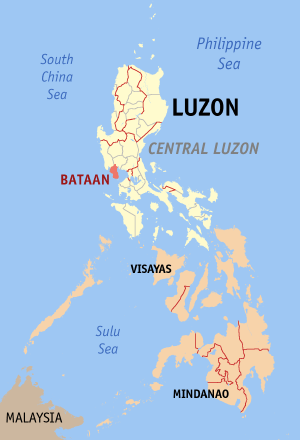 Philippine
Sea
South
China
Sea
LUZON
CENTRAL LUZON
BATAAN
VISAYAS
Sulu
Sea
MINDANAO
MALAYSIA